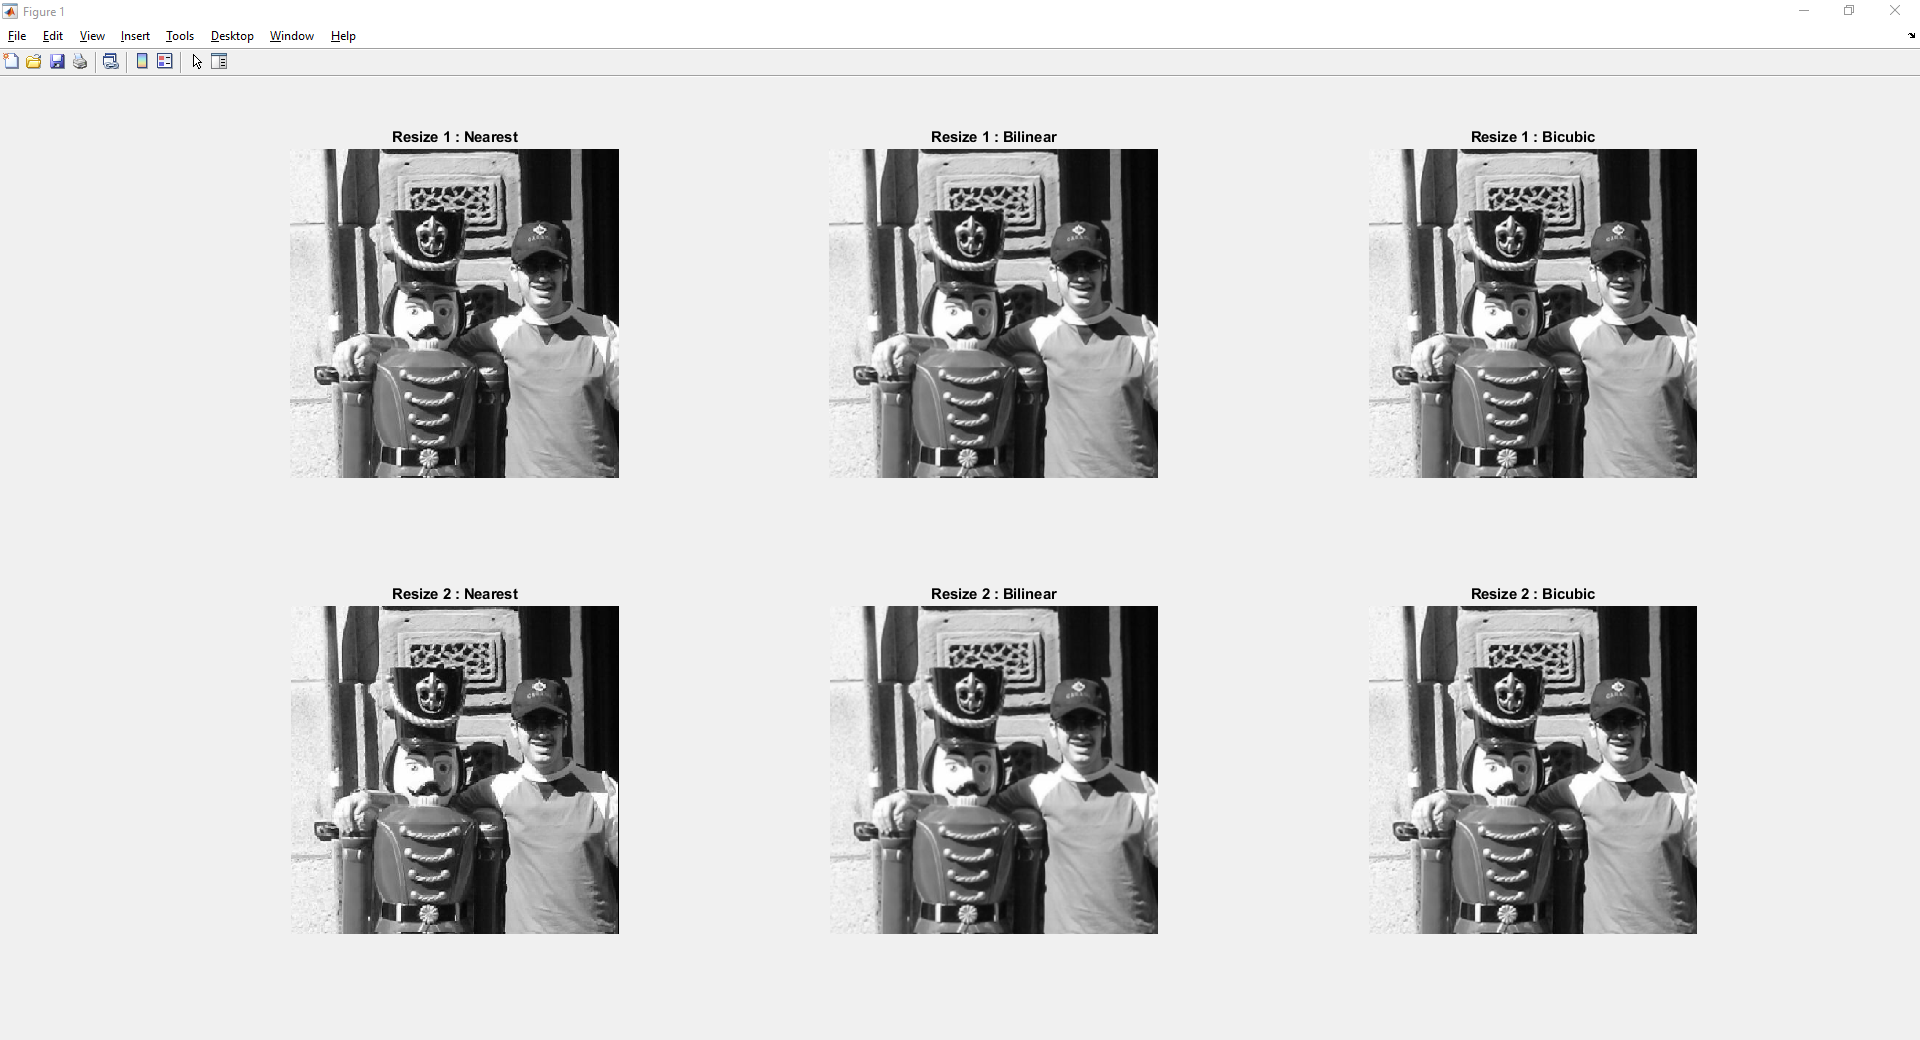 Figure 1
File Edit View Insert Tools Desktop Window Help
Resize 1 : Nearest
Resize 1 : Bilinear
Resize 1 : Bicubic
Resize 2 : Nearest
Resize 2 : Bilinear
Resize 2 : Bicubic